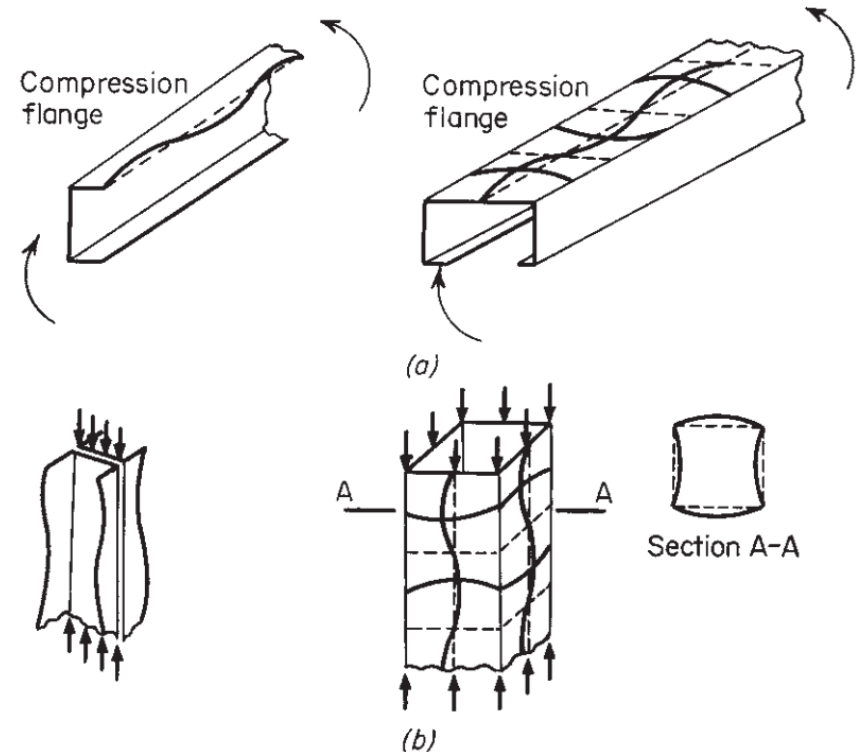 Compression
flange
Compression
flange
(a)
A
A
Section A-A
(b)